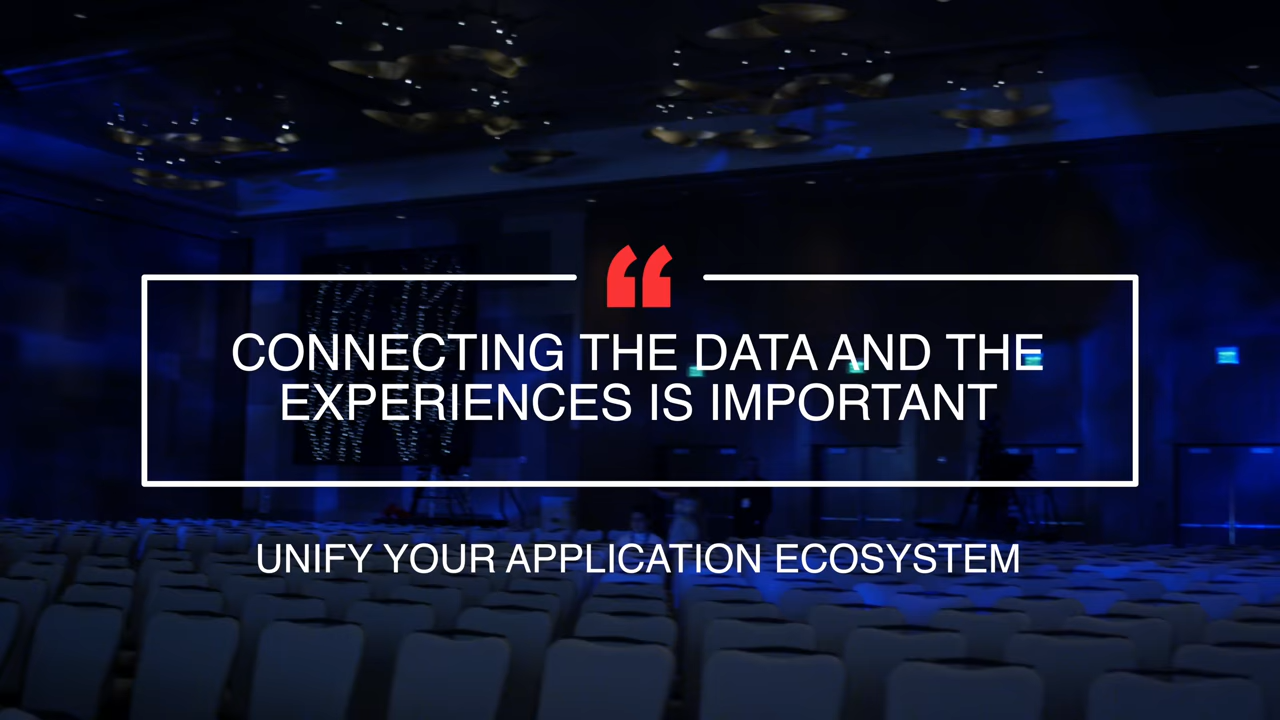 “
CONNECTING THE DATA AND THE
EXPERIENCES IS IMPORTANT
UNIFY YOUR APPLICATION ECOSYSTEM